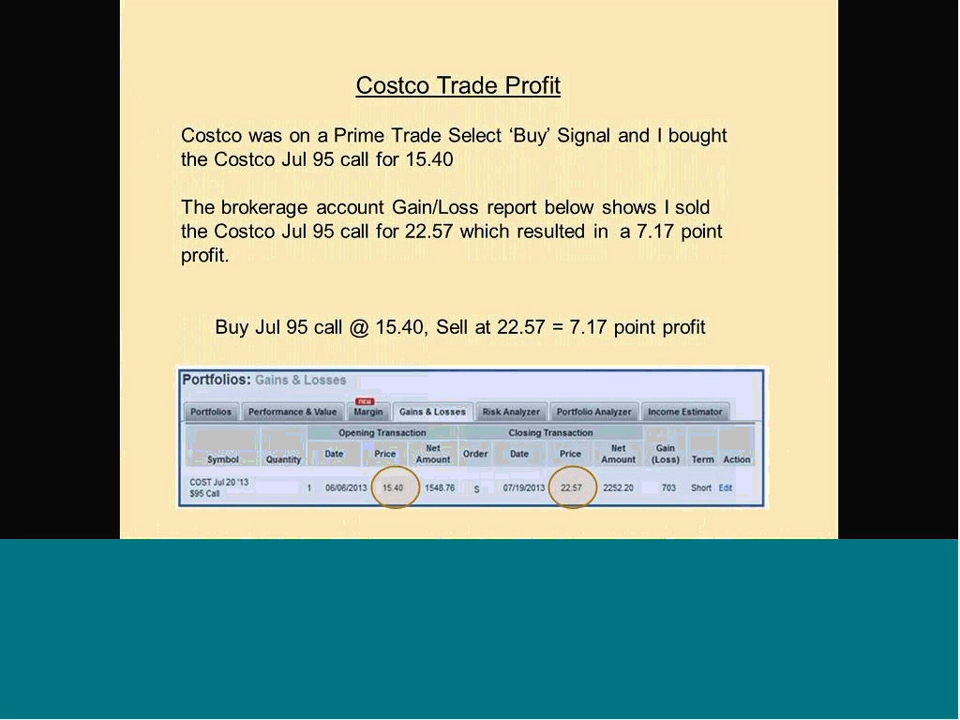 Costco Trade Profit
Costco was on a Prime Trade Select ‘Buy’ Signal and I bought
the Costco Jul 95 call for 15.40
The brokerage account Gain/Loss report below shows I sold
the Costco Jul 95 call for 22.57 which resulted in a 7.17 point
profit.
Buy Jul 95 call @ 15.40, Sell at 22.57 = 7.17 point profit
Portfolios: Gains & Losses
new
Portfolios Performance & Value Margin Gains & Losses Risk Analyzer Portfolio Analyzer Income Estimator
Opening Transaction Closing Transaction
Symbol Quantity Date Price Net Amount Order Date Price Net Amount Gain (Loss) Term Action
COST Jul 20 '13
$95 Call 1 06/06/2013 15.40 1548.76 S 07/19/2013 22.57 2252.20 703 Short Edit